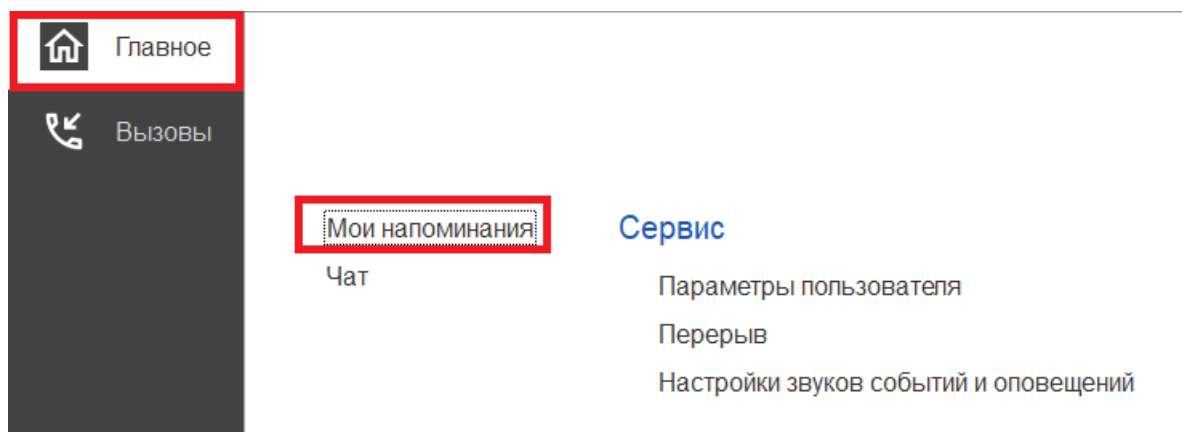 Главное
Вызовы
Мои напоминания
Чат
Сервис
Параметры пользователя
Перерыв
Настройки звуков событий и оповещений